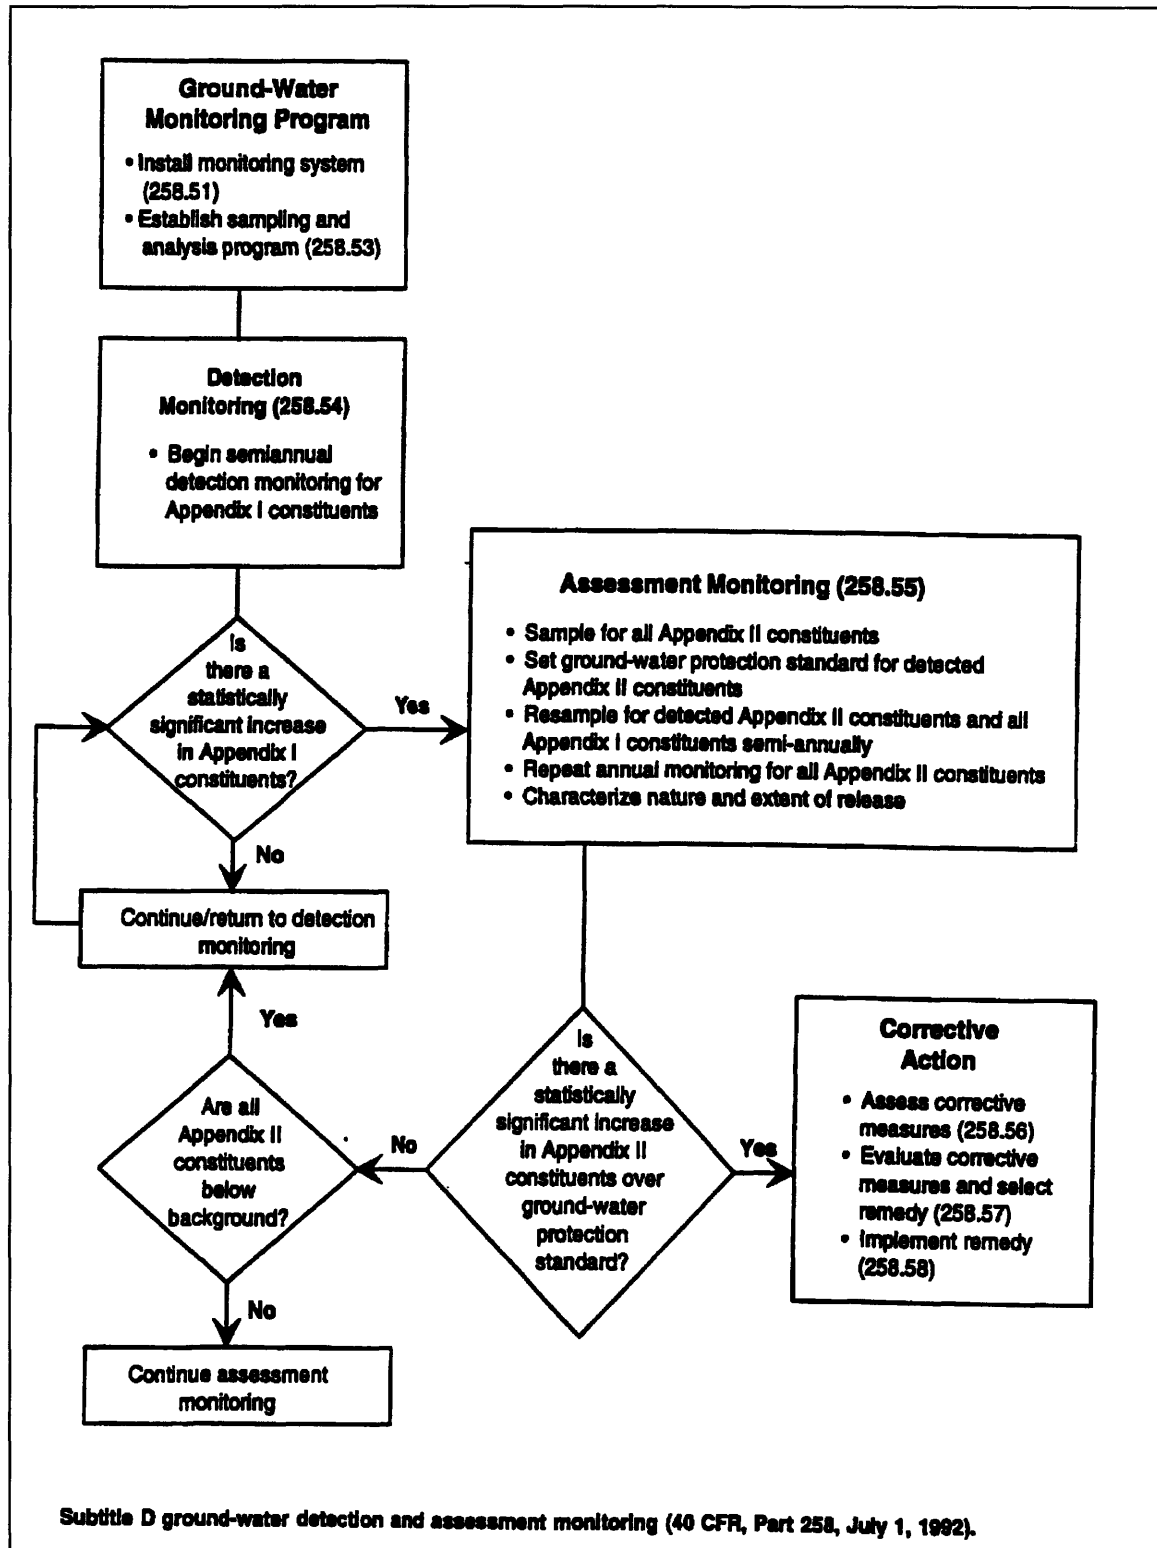 Ground-Water
Monitoring Program
• Install monitoring system
(258.51)
• Establish sampling and
analysis program (258.53)
Detection
Monitoring (258.54)
• Begin semiannual
detection monitoring for
Appendix I constituents
Is
there a
statistically
significant increase
in Appendix I
constituents?
Yes
No
Assessment Monitoring (258.55)
• Sample for all Appendix II constituents
• Set ground-water protection standard for detected
Appendix II constituents
• Resample for detected Appendix II constituents and all
Appendix I constituents semi-annually
• Repeat annual monitoring for all Appendix II constituents
• Characterize nature and extent of release
Continue/return to detection
monitoring
Yes
Are all
Appendix II
constituents
below
background?
No
Is
there a
statistically
significant increase
in Appendix II
constituents over
ground-water
protection
standard?
Yes
Corrective
Action
• Assess corrective
measures (258.56)
• Evaluate corrective
measures and select
remedy (258.57)
• Implement remedy
(258.58)
No
Continue assessment
monitoring
Subtitle D ground-water detection and assessment monitoring (40 CFR, Part 258, July 1, 1992).